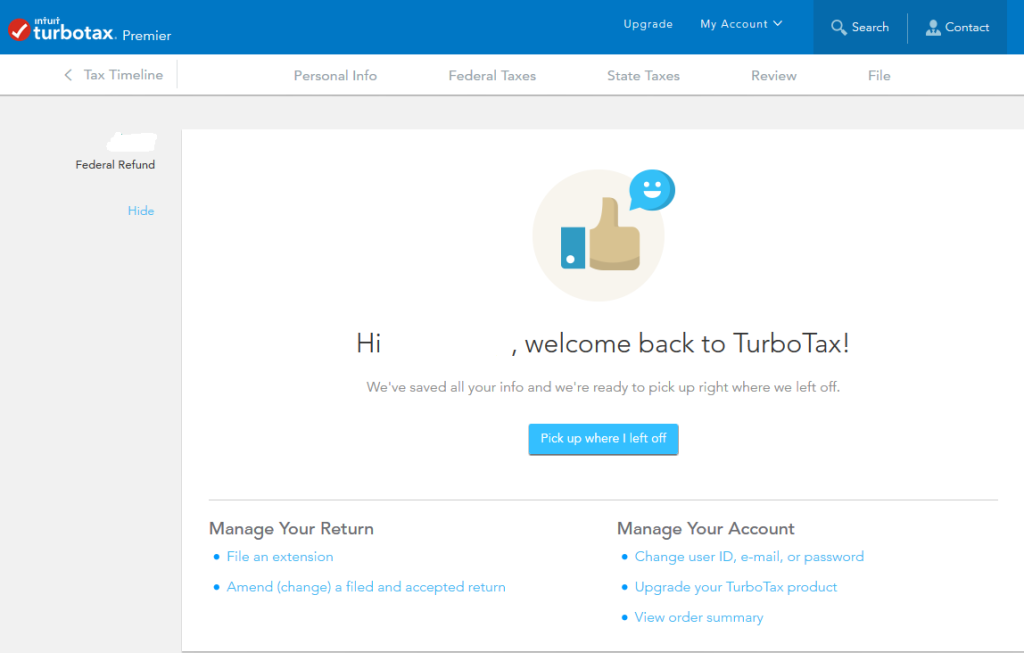 intuit
turbotax. Premier
Upgrade
My Account
Search
Contact
Tax Timeline
Personal Info
Federal Taxes
State Taxes
Review
File
Federal Refund
Hide
Hi , welcome back to TurboTax!
We've saved all your info and we're ready to pick up right where we left off.
Pick up where I left off
Manage Your Return
File an extension
Amend (change) a filed and accepted return
Manage Your Account
Change user ID, e-mail, or password
Upgrade your TurboTax product
View order summary